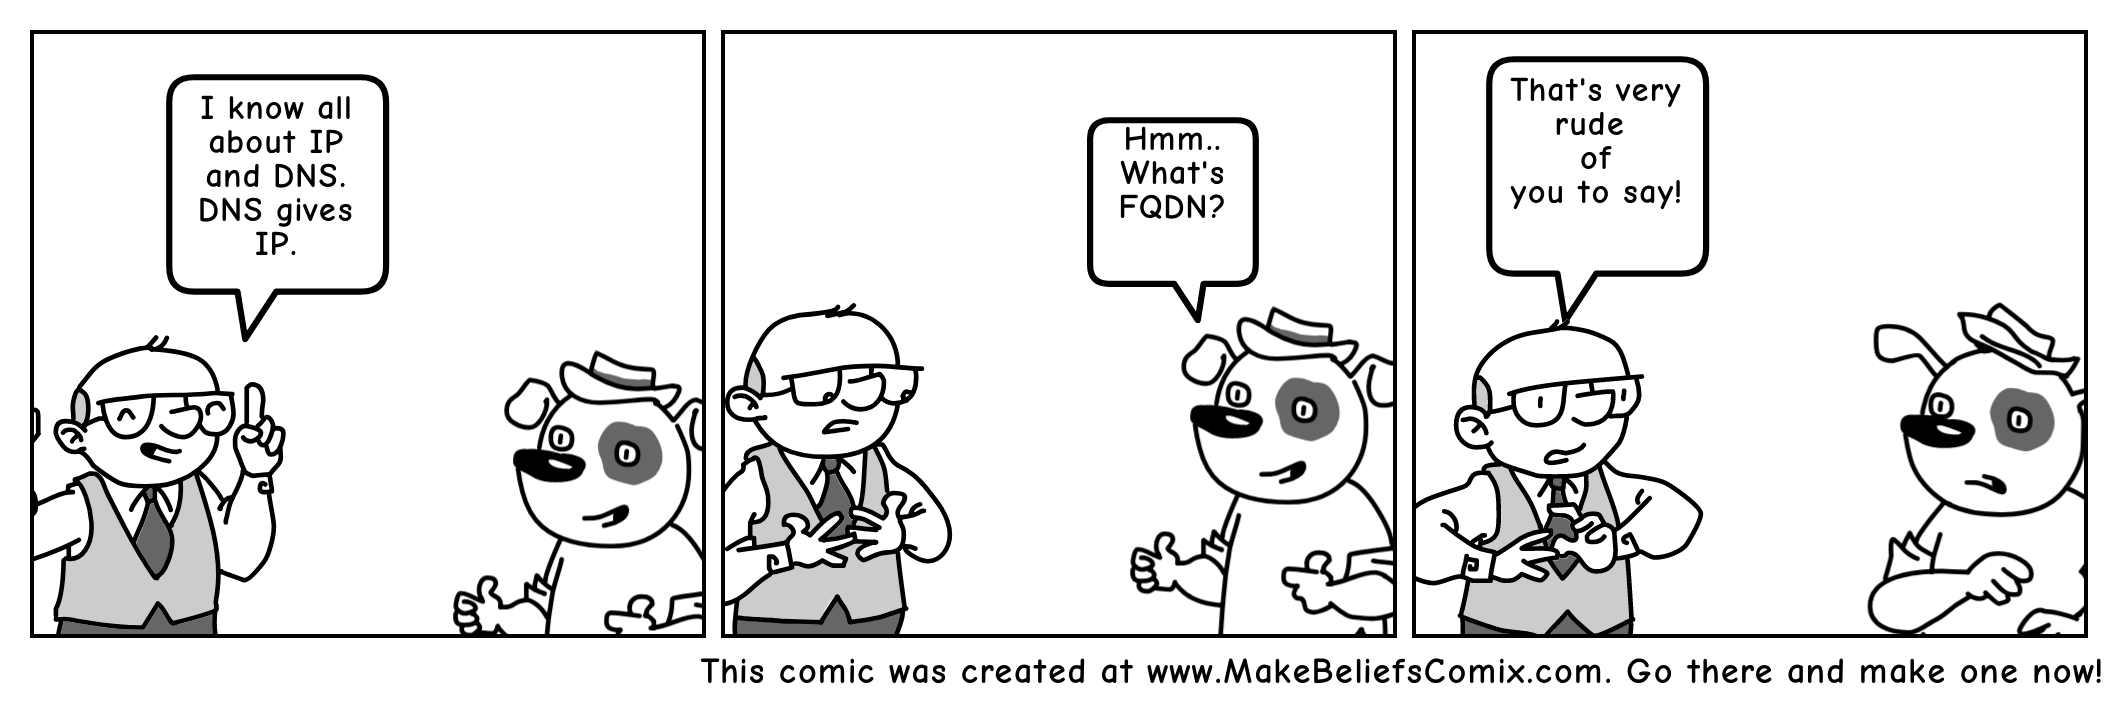 I know all
about IP
and DNS.
DNS gives
IP.
Hmm..
What's
FQDN?
That's very
rude
of
you to say!
This comic was created at www.MakeBeliefsComix.com. Go there and make one now!